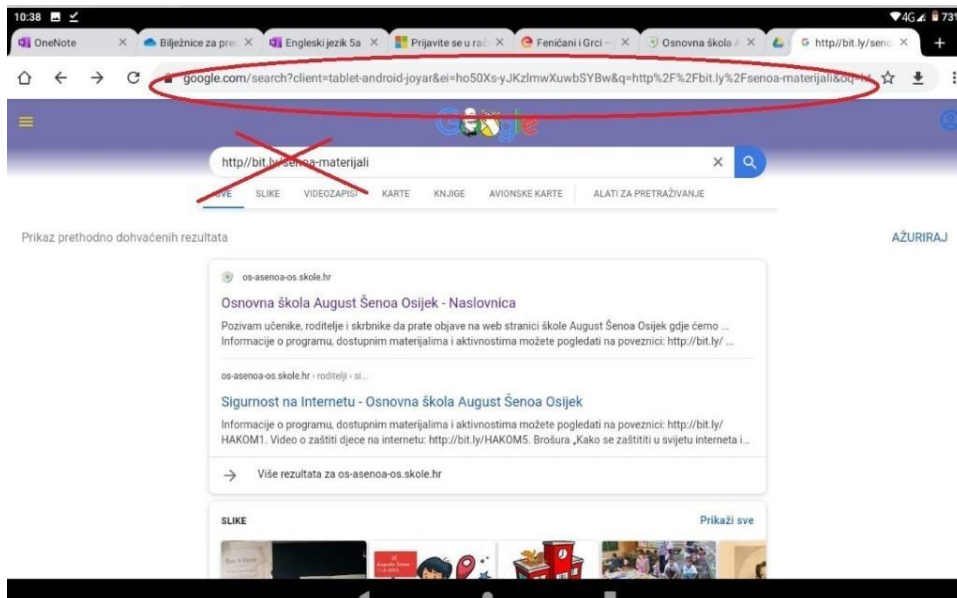 10:38 4G 73%
OneNote Bilježnice za pre Engleski jezik 5a Prijavite se u rač Feničani i Grci – Osnovna škola A http//bit.ly/seno
google.com/search?client=tablet-android-joyar&ei=ho50Xs-yJKzlmwXuwbSYBw&q=http%2F%2Fbit.ly%2Fsenoa-materijali&oq=ht
Google
http//bit.ly/senoa-materijali
SVE SLIKE VIDEOZAPISI KARTE KNJIGE AVIONSKE KARTE ALATI ZA PRETRAŽIVANJE
Prikaz prethodno dohvaćenih rezultata AŽURIRAJ
os-asenoa-os.skole.hr
Osnovna škola August Šenoa Osijek - Naslovnica
Pozivam učenike, roditelje i skrbnike da prate objave na web stranici škole August Šenoa Osijek gdje ćemo ...
Informacije o programu, dostupnim materijalima i aktivnostima možete pogledati na poveznici: http://bit.ly/ ...
os-asenoa-os.skole.hr › roditelji › si...
Sigurnost na Internetu - Osnovna škola August Šenoa Osijek
Informacije o programu, dostupnim materijalima i aktivnostima možete pogledati na poveznici: http://bit.ly/
HAKOM1. Video o zaštiti djece na internetu: http://bit.ly/HAKOM5. Brošura „Kako se zaštititi u svijetu interneta i...
Više rezultata za os-asenoa-os.skole.hr
SLIKE Prikaži sve